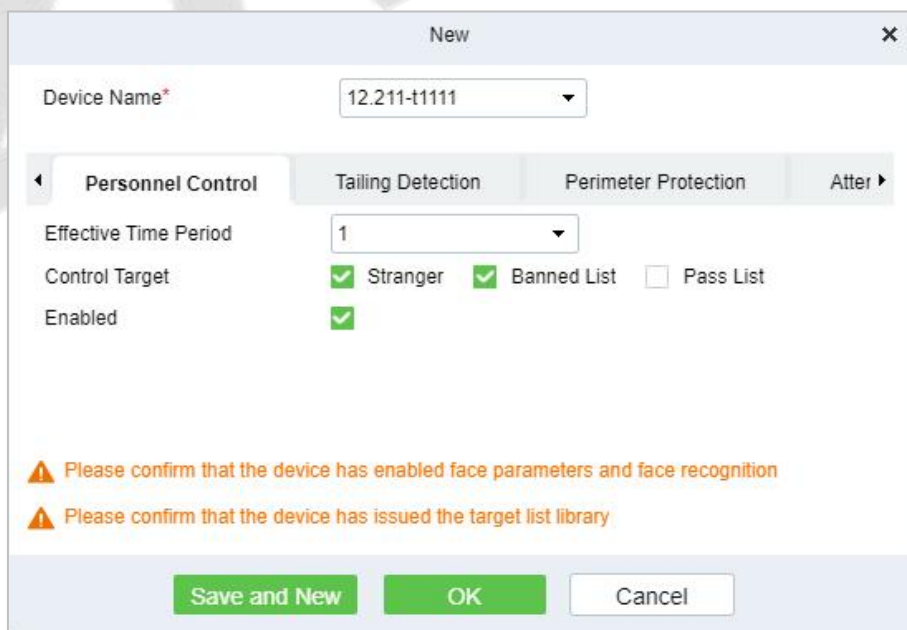 New
Device Name*
12.211-t1111
Personnel Control
Tailing Detection
Perimeter Protection
Atter
Effective Time Period
1
Control Target
Stranger
Banned List
Pass List
Enabled
Please confirm that the device has enabled face parameters and face recognition
Please confirm that the device has issued the target list library
Save and New
OK
Cancel